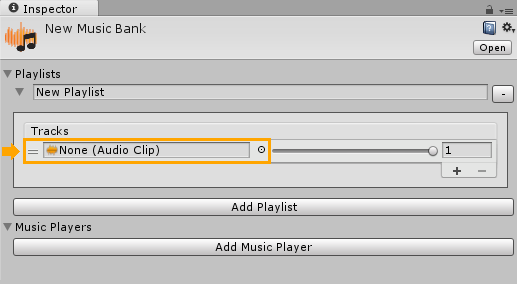 Inspector
New Music Bank
Open
Playlists
New Playlist
-
Tracks
None (Audio Clip)
1
+ −
Add Playlist
Music Players
Add Music Player